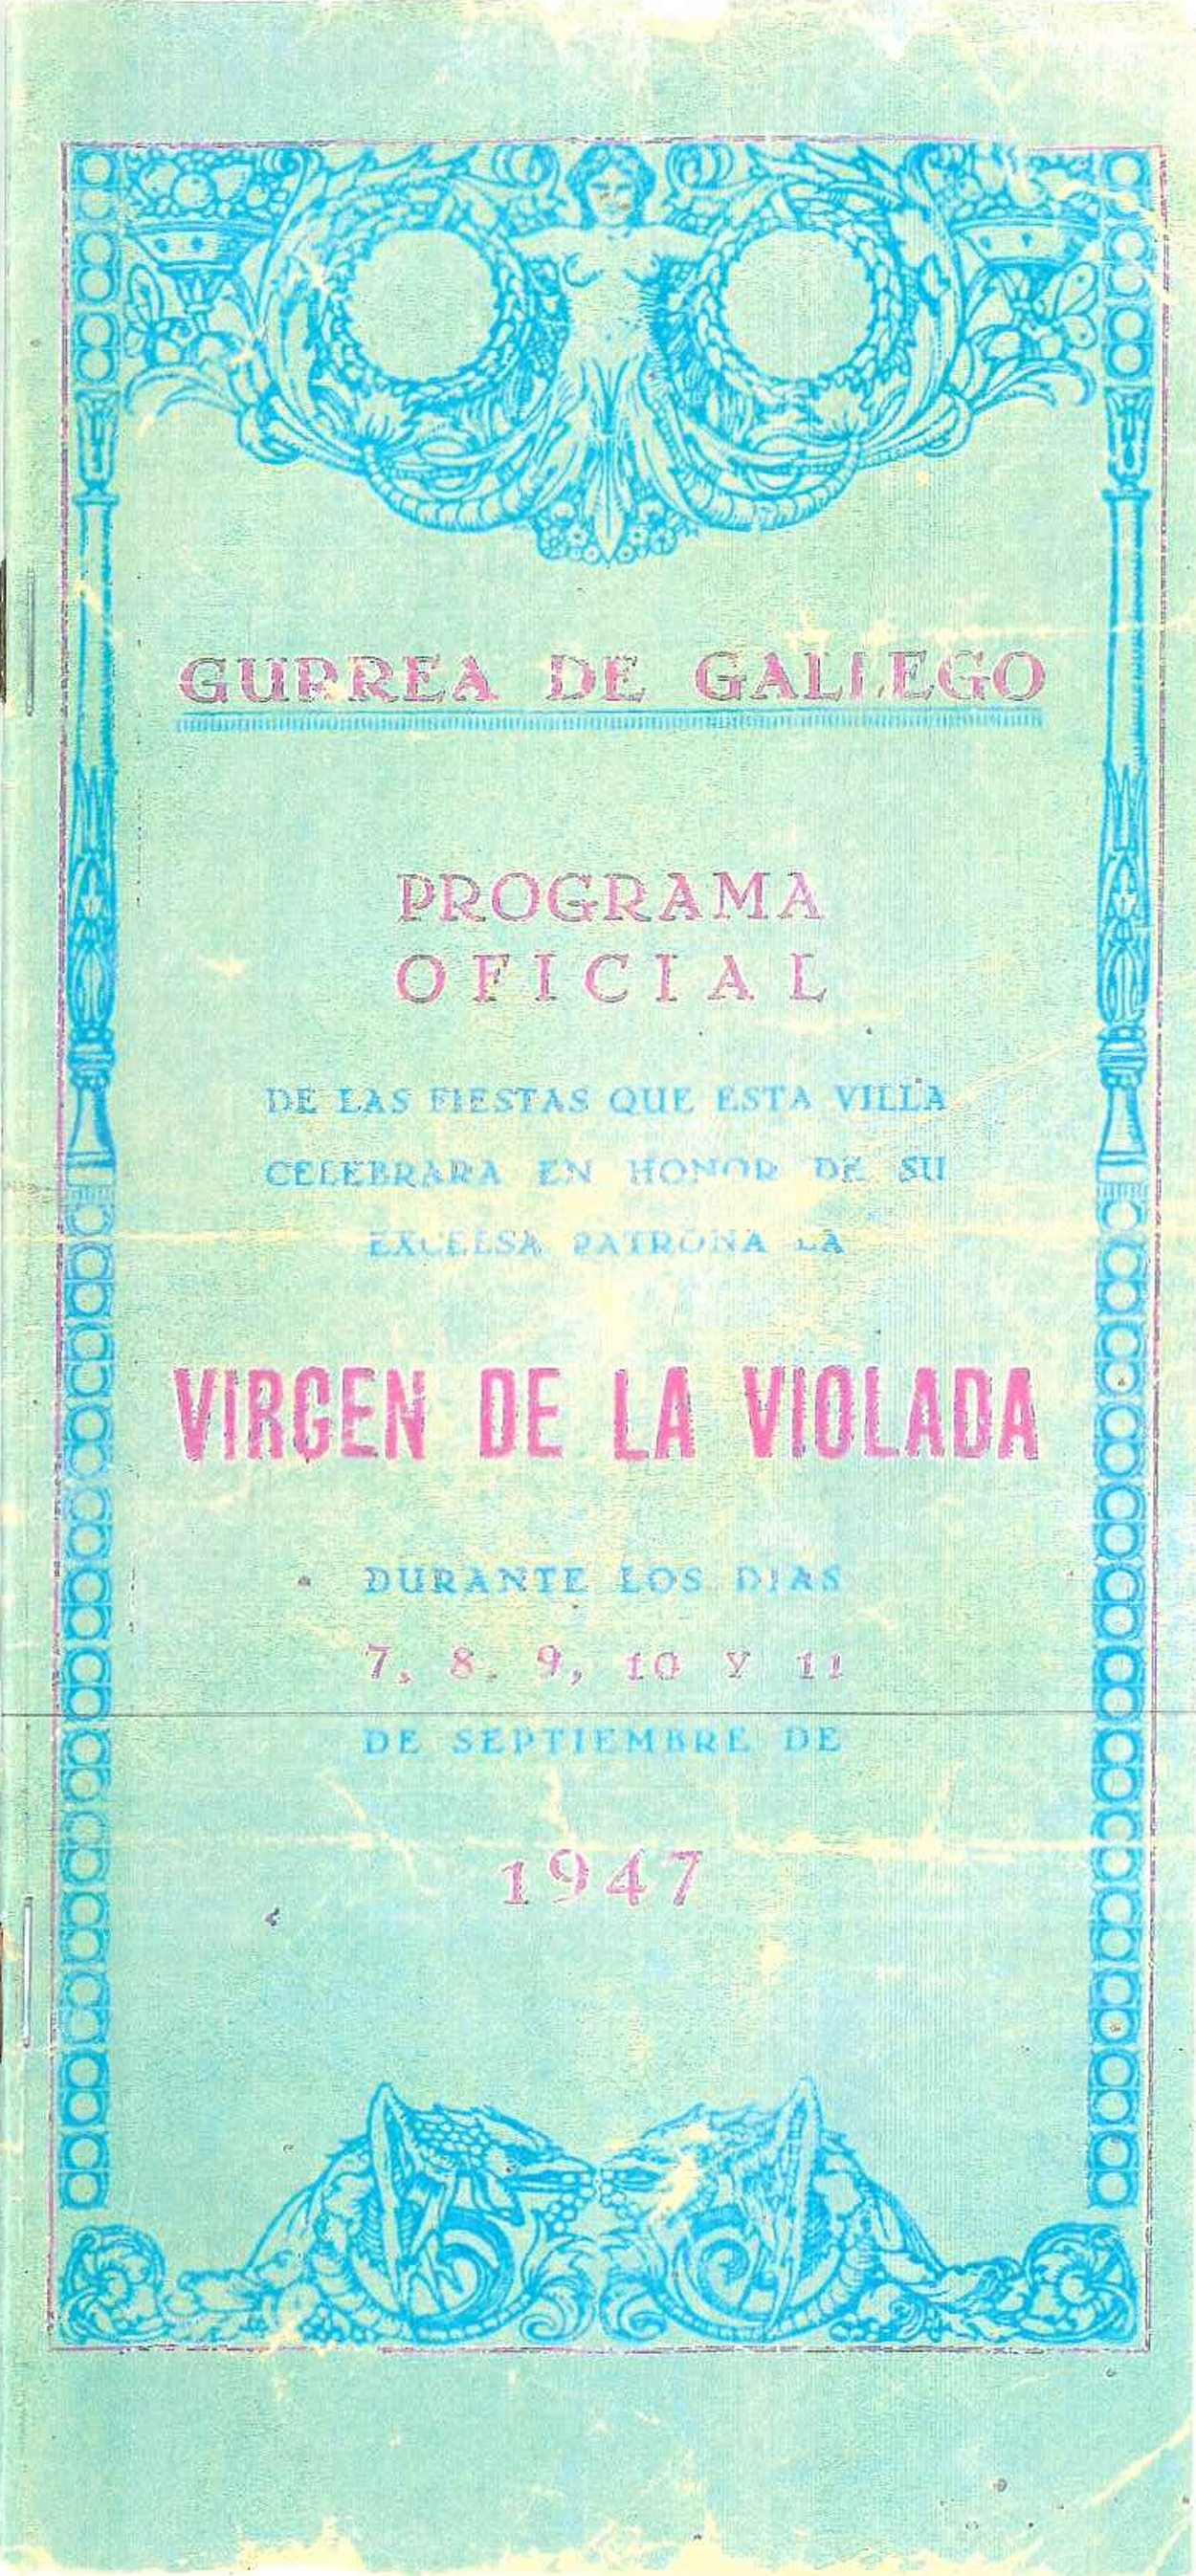 GURREA DE GALLEGO
PROGRAMA
OFICIAL
DE LAS FIESTAS QUE ESTA VILLA
CELEBRARA EN HONOR DE SU
EXCELSA PATRONA LA
VIRGEN DE LA VIOLADA
DURANTE LOS DIAS
7, 8, 9, 10 Y 11
DE SEPTIEMBRE DE
1947